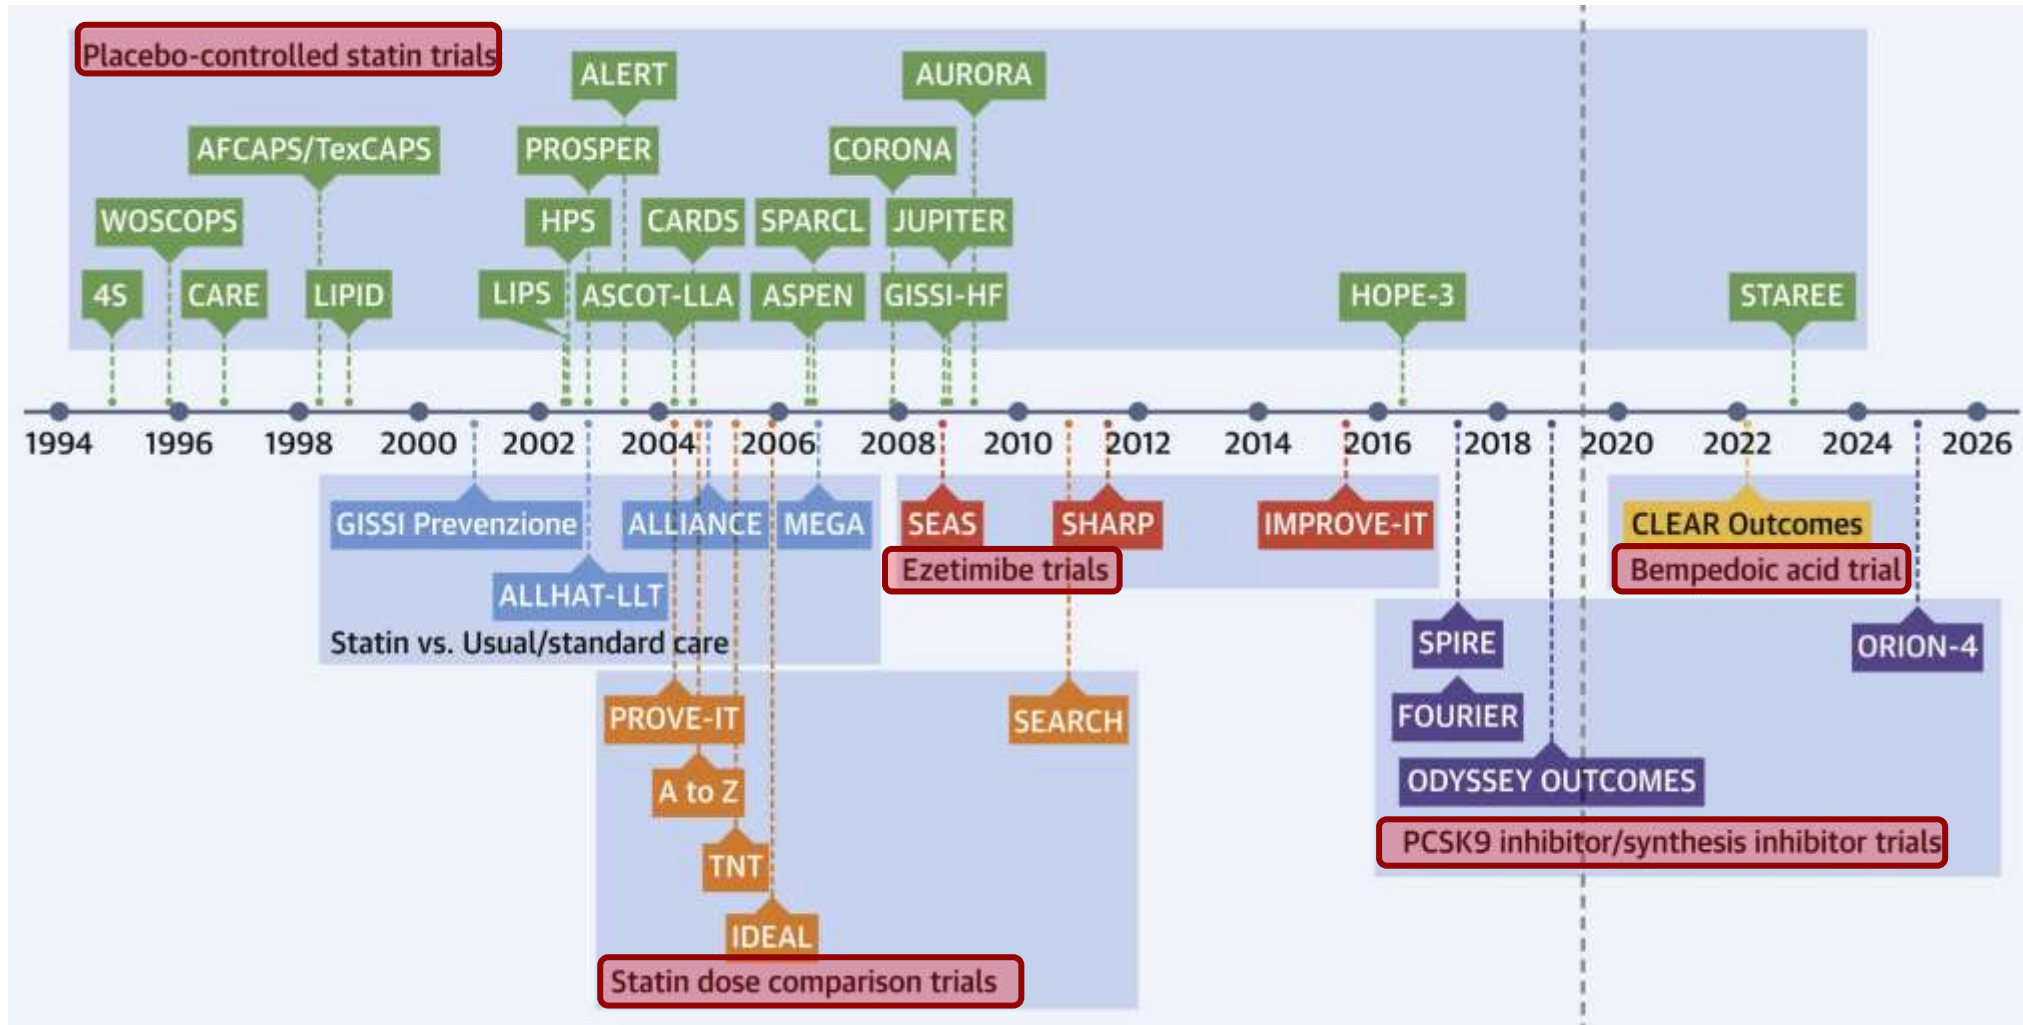 Placebo-controlled statin trials
ALERT
AURORA
AFCAPS/TexCAPS
PROSPER
CORONA
WOSCOPS
HPS
CARDS
SPARCL
JUPITER
4S
CARE
LIPID
LIPS
ASCOT-LLA
ASPEN
GISSI-HF
HOPE-3
STAREE
1994 1996 1998 2000 2002 2004 2006 2008 2010 2012 2014 2016 2018 2020 2022 2024 2026
GISSI Prevenzione
ALLIANCE
MEGA
SEAS
SHARP
IMPROVE-IT
CLEAR Outcomes
Ezetimibe trials
Bempedoic acid trial
ALLHAT-LLT
Statin vs. Usual/standard care
SPIRE
ORION-4
PROVE-IT
SEARCH
FOURIER
A to Z
ODYSSEY OUTCOMES
PCSK9 inhibitor/synthesis inhibitor trials
TNT
IDEAL
Statin dose comparison trials